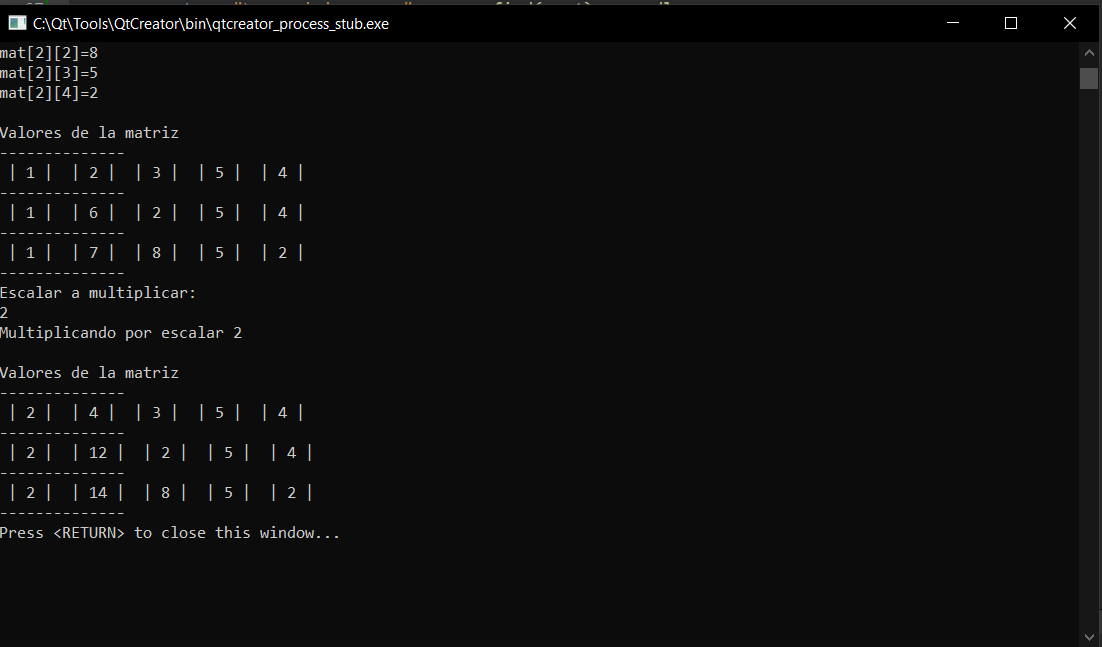 C:\Qt\Tools\QtCreator\bin\qtcreator_process_stub.exe
mat[2][2]=8
mat[2][3]=5
mat[2][4]=2
Valores de la matriz
--------------
 | 1 |  | 2 |  | 3 |  | 5 |  | 4 |
--------------
 | 1 |  | 6 |  | 2 |  | 5 |  | 4 |
--------------
 | 1 |  | 7 |  | 8 |  | 5 |  | 2 |
--------------
Escalar a multiplicar:
2
Multiplicando por escalar 2
Valores de la matriz
--------------
 | 2 |  | 4 |  | 3 |  | 5 |  | 4 |
--------------
 | 2 |  | 12 |  | 2 |  | 5 |  | 4 |
--------------
 | 2 |  | 14 |  | 8 |  | 5 |  | 2 |
--------------
Press <RETURN> to close this window...